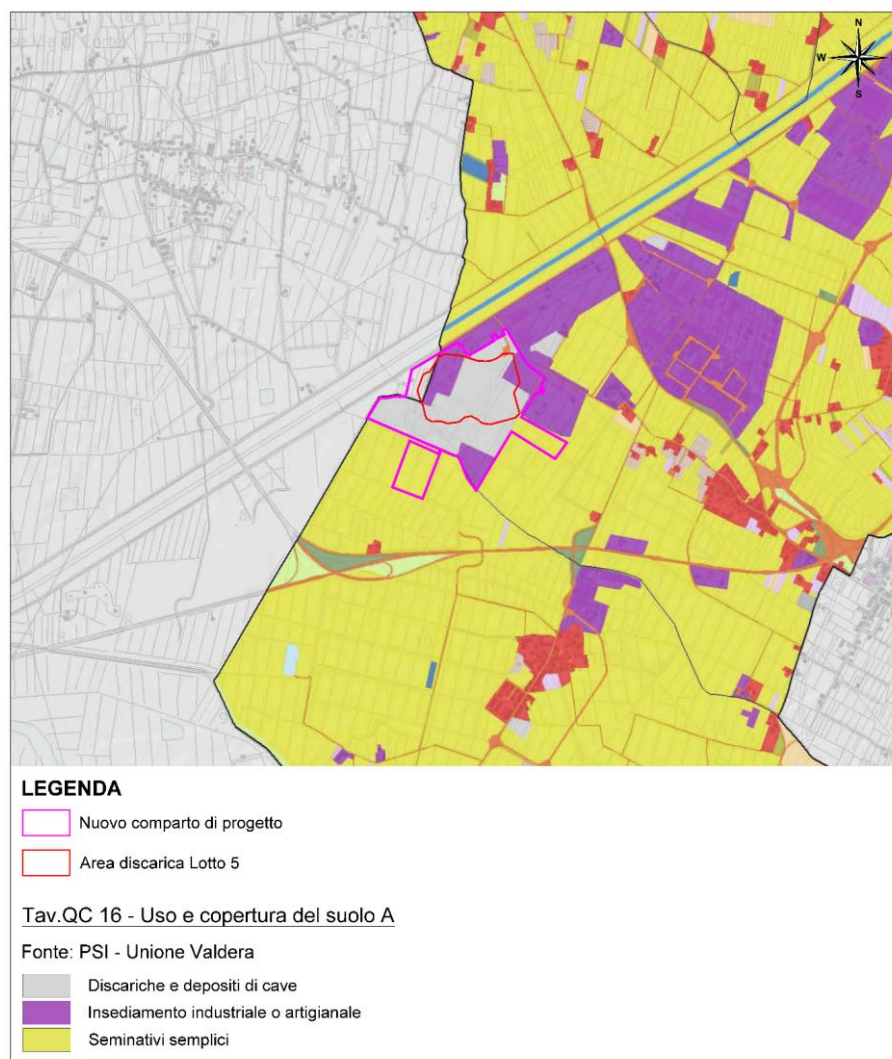 N
W
S
LEGENDA
Nuovo comparto di progetto
Area discarica Lotto 5
Tav.QC 16 - Uso e copertura del suolo A
Fonte: PSI - Unione Valdera
Discariche e depositi di cave
Insediamento industriale o artigianale
Seminativi semplici